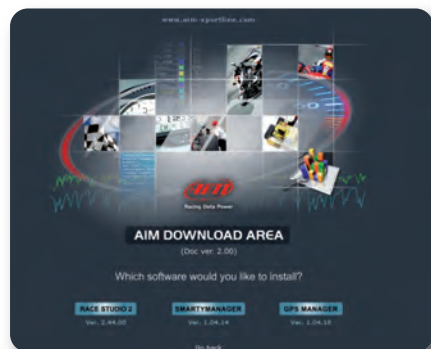 www.aim-sportline.com
aim
Racing Data Power
AIM DOWNLOAD AREA
(Doc ver: 2.00)
Which software would you like to install?
RACE STUDIO 2 SMARTYMANAGER GPS MANAGER
Ver. 2.44.00 Ver. 1.04.14 Ver. 1.04.10
Go back